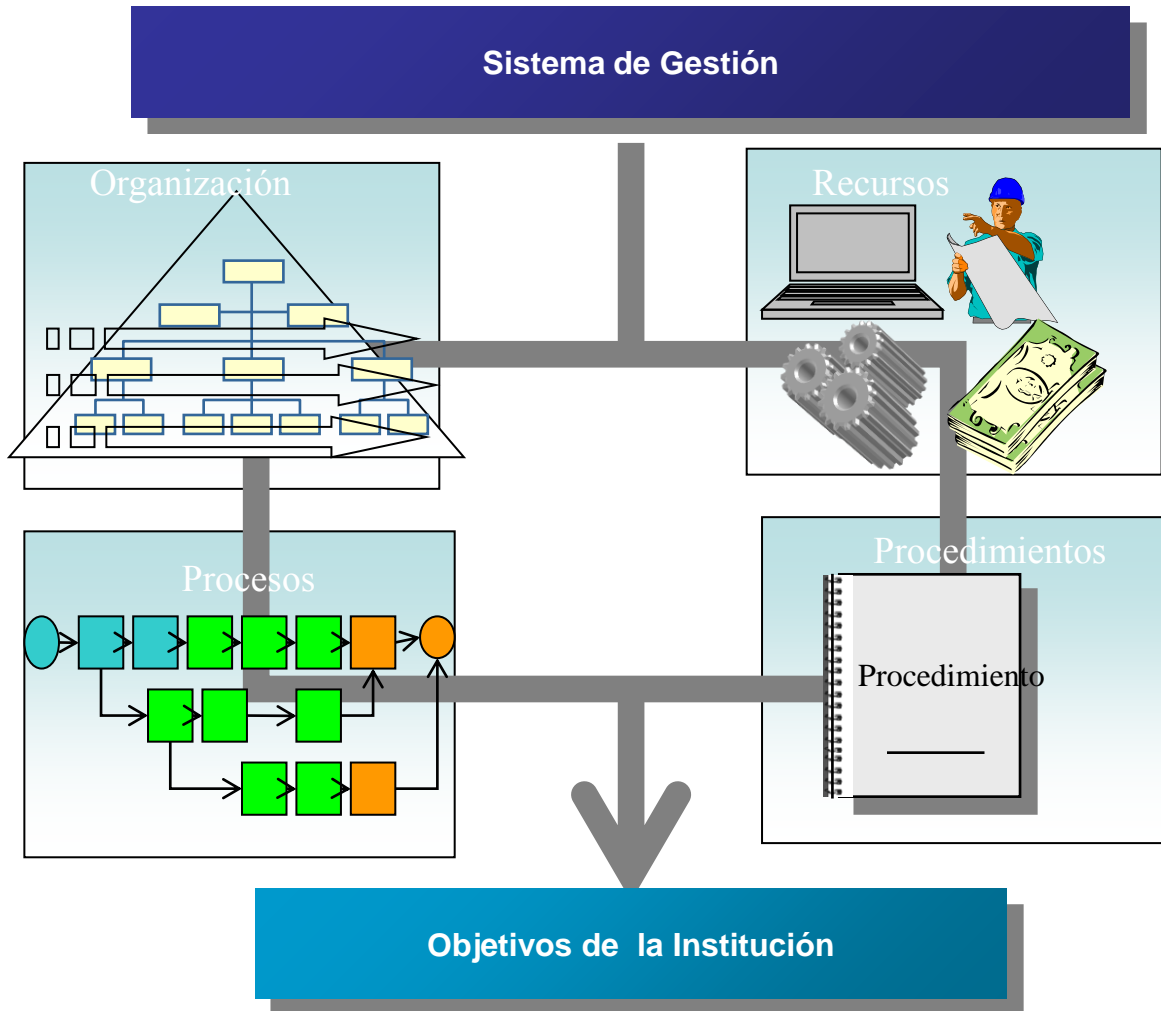 Sistema de Gestión
Organización
Recursos
Procesos
Procedimientos
Procedimiento
Objetivos de  la Institución